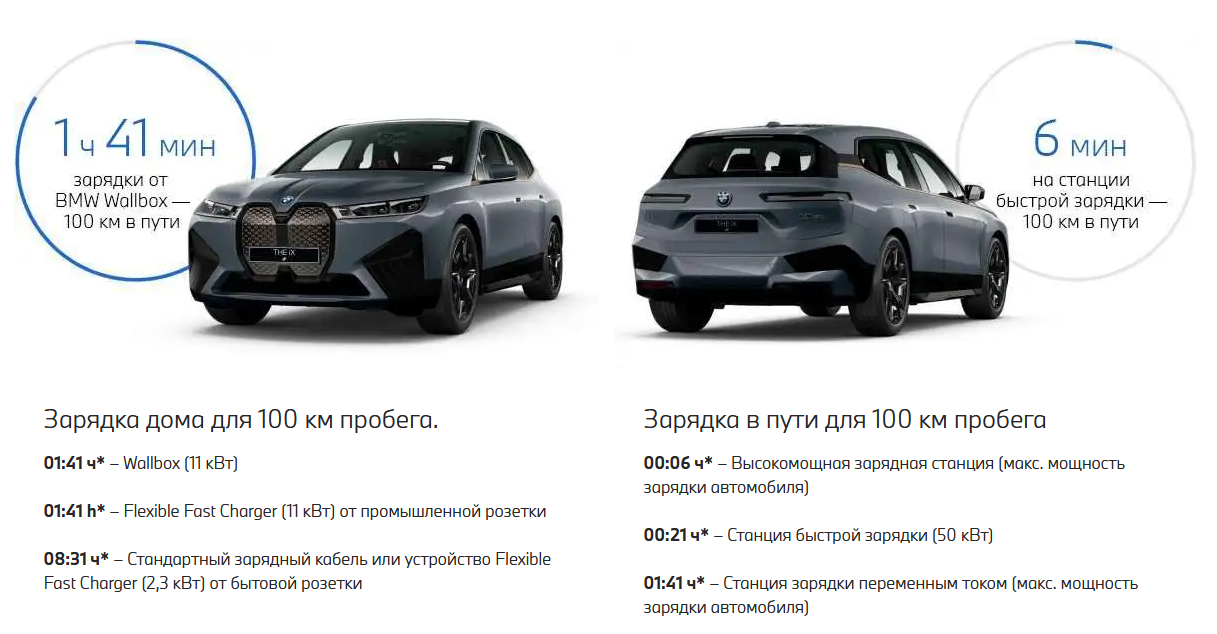 1 ч 41 мин
зарядки от
BMW Wallbox —
100 км в пути
THE iX
6 мин
на станции
быстрой зарядки —
100 км в пути
THE iX
Зарядка дома для 100 км пробега.
01:41 ч* – Wallbox (11 кВт)
01:41 h* – Flexible Fast Charger (11 кВт) от промышленной розетки
08:31 ч* – Стандартный зарядный кабель или устройство Flexible
Fast Charger (2,3 кВт) от бытовой розетки
Зарядка в пути для 100 км пробега
00:06 ч* – Высокомощная зарядная станция (макс. мощность
зарядки автомобиля)
00:21 ч* – Станция быстрой зарядки (50 кВт)
01:41 ч* – Станция зарядки переменным током (макс. мощность
зарядки автомобиля)